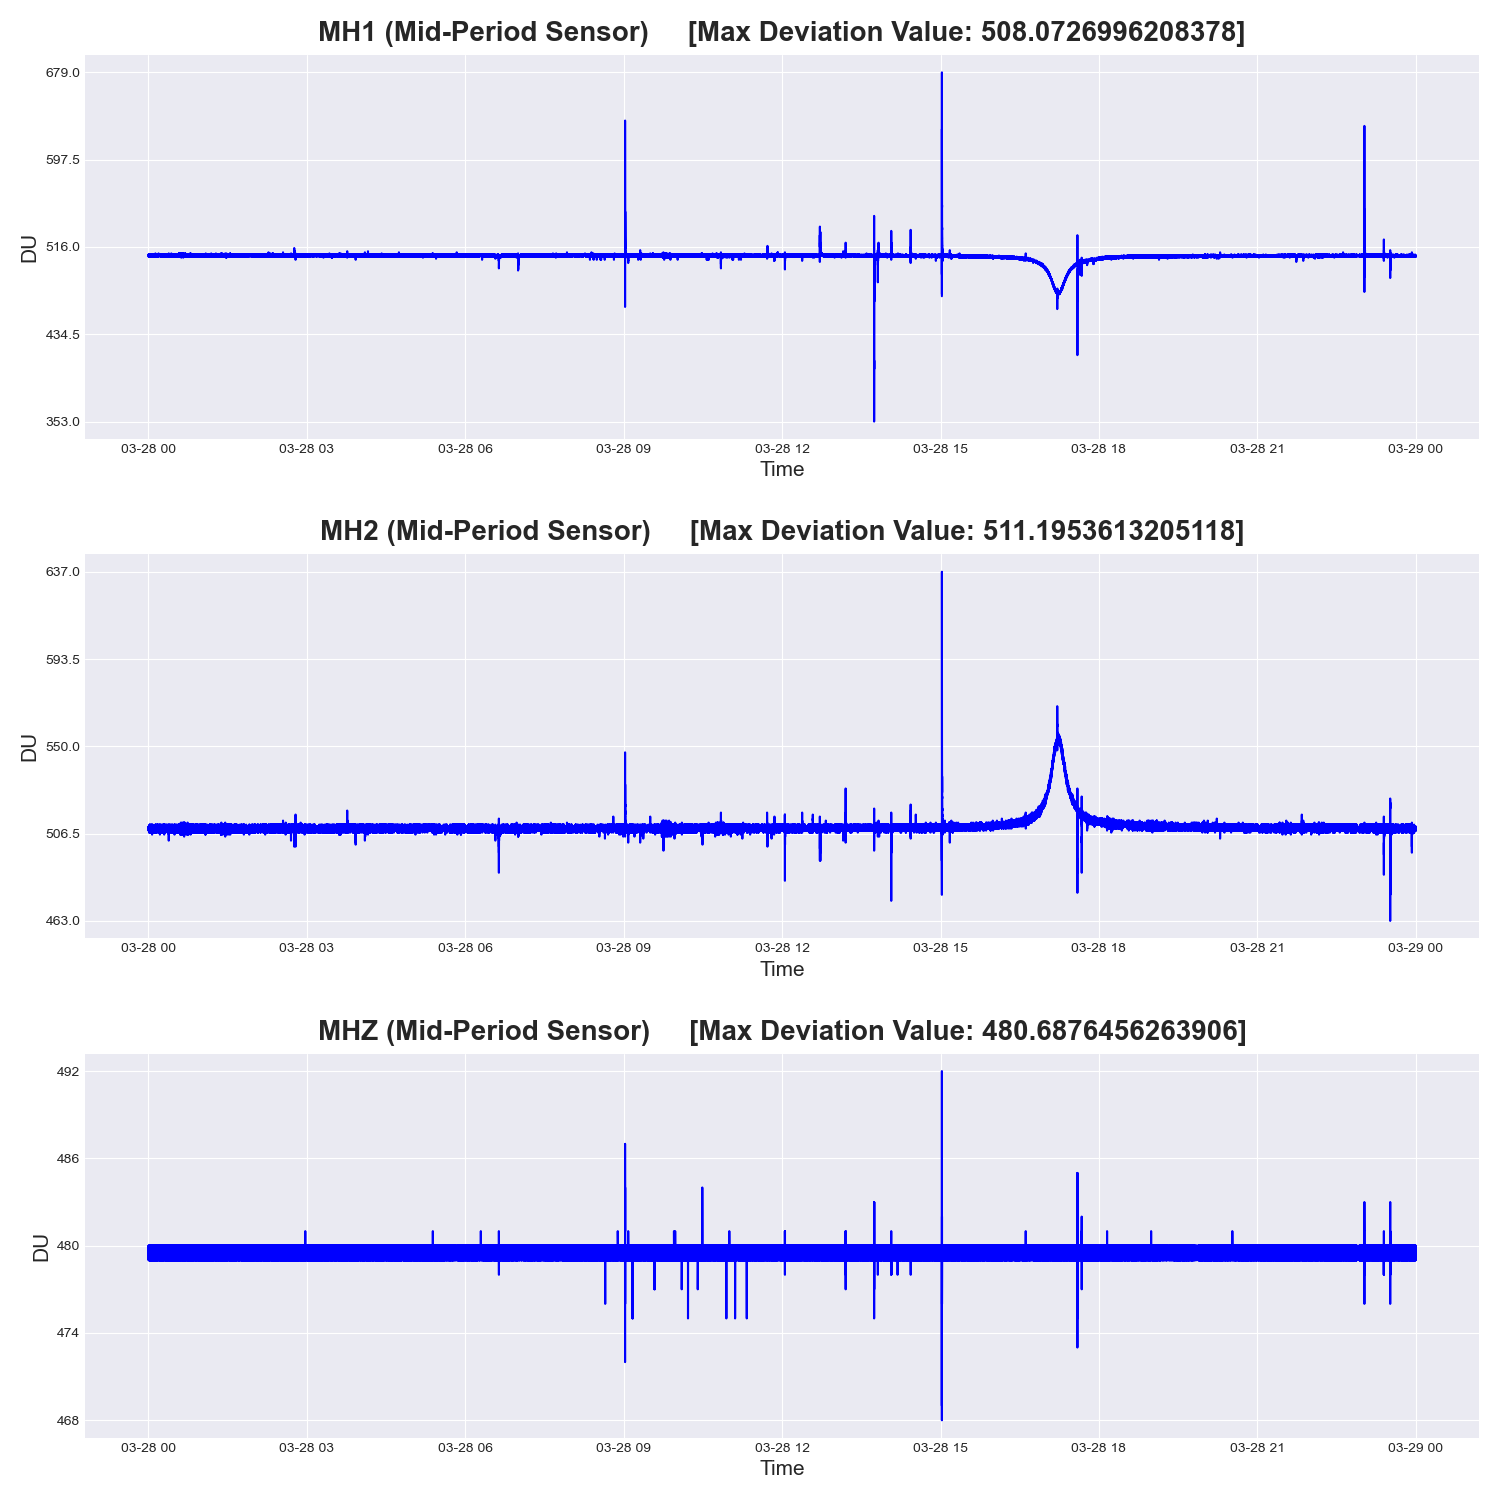 MH1 (Mid-Period Sensor) [Max Deviation Value: 508.0726996208378]
679.0
597.5
516.0
434.5
353.0
DU
03-28 00 03-28 03 03-28 06 03-28 09 03-28 12 03-28 15 03-28 18 03-28 21 03-29 00
Time
MH2 (Mid-Period Sensor) [Max Deviation Value: 511.1953613205118]
637.0
593.5
550.0
506.5
463.0
DU
03-28 00 03-28 03 03-28 06 03-28 09 03-28 12 03-28 15 03-28 18 03-28 21 03-29 00
Time
MHZ (Mid-Period Sensor) [Max Deviation Value: 480.6876456263906]
492
486
480
474
468
DU
03-28 00 03-28 03 03-28 06 03-28 09 03-28 12 03-28 15 03-28 18 03-28 21 03-29 00
Time